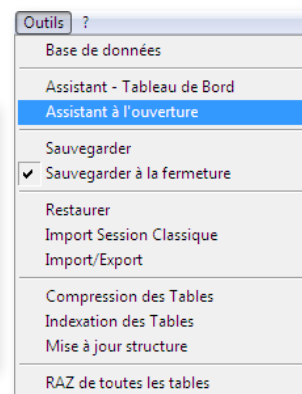 Outils ?
Base de données
Assistant - Tableau de Bord
Assistant à l'ouverture
Sauvegarder
Sauvegarder à la fermeture
Restaurer
Import Session Classique
Import/Export
Compression des Tables
Indexation des Tables
Mise à jour structure
RAZ de toutes les tables